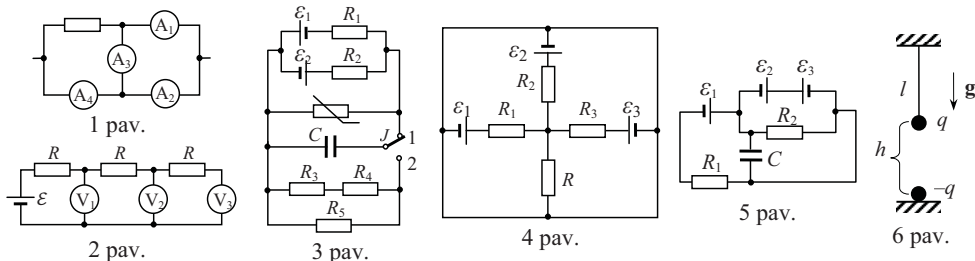 A₁
A₃
A₄
A₂
1 pav.
R R R
ε V₁ V₂ V₃
2 pav.
ε₁ R₁
ε₂ R₂
C J 1
2
R₃ R₄
R₅
3 pav.
ε₂
R₂
ε₁ R₁ R₃ ε₃
R
4 pav.
ε₂ ε₃
ε₁
R₂
C
R₁
5 pav.
l g
q
h
–q
6 pav.